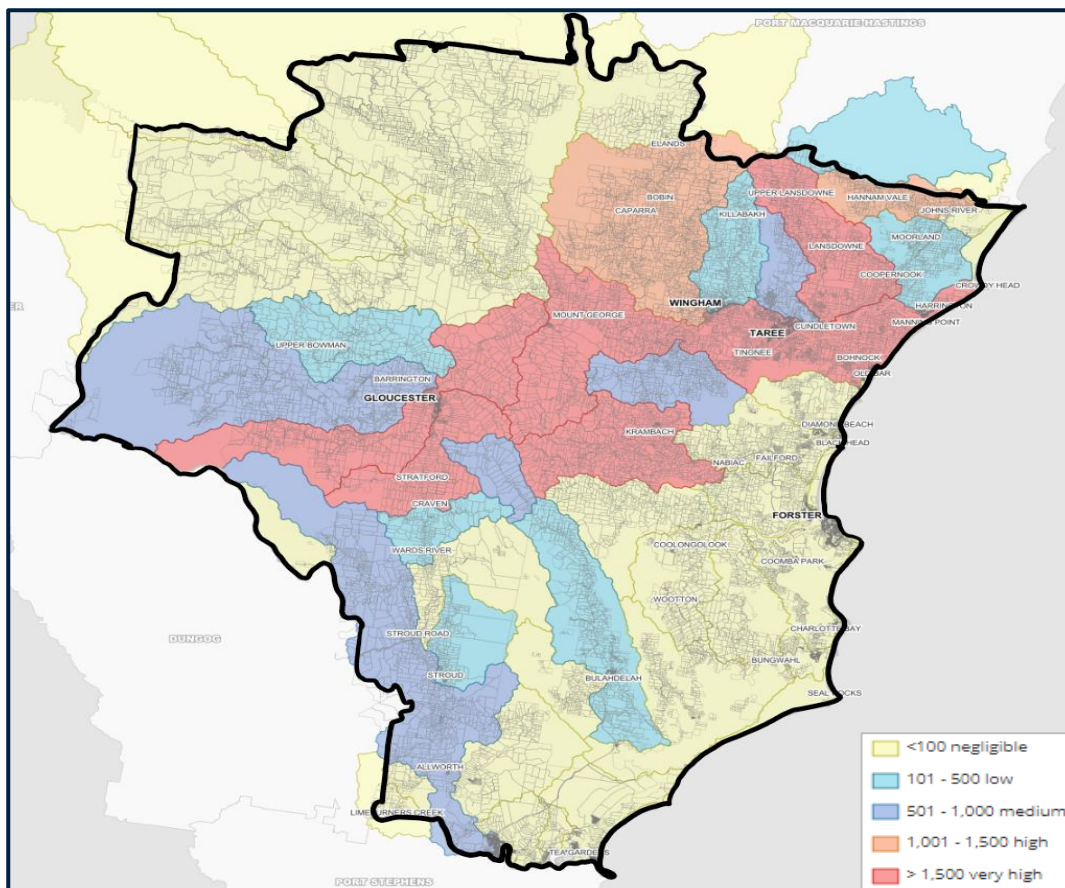 PORT MACQUARIE HASTINGS
ELANDS
BOBIN
CAPARRA
UPPER LANSDOWNE
HANNAM VALE
KILLABAKH
JOHNS RIVER
MOORLAND
LANSDOWNE
COOPERNOOK
CROWDY HEAD
WINGHAM
HARRINGTON
MOUNT GEORGE
MANNING POINT
CUNDLETOWN
TAREE
TINONEE
UPPER BOWMAN
BOHNOCK
OLD BAR
BARRINGTON
GLOUCESTER
DIAMOND BEACH
KRAMBACH
BLACK HEAD
FAILFORD
NABIAC
STRATFORD
CRAVEN
FORSTER
COOLONGOLOOK
WARDS RIVER
COOMBA PARK
WOOTTON
CHARLOTTE BAY
STROUD ROAD
DUNGOG
BUNGWAHL
STROUD
BULAHDELAH
SEAL ROCKS
<100 negligible
101 - 500 low
ALLWORTH
501 - 1,000 medium
LIMEBURNERS CREEK
1,001 - 1,500 high
TEA GARDENS
> 1,500 very high
PORT STEPHENS